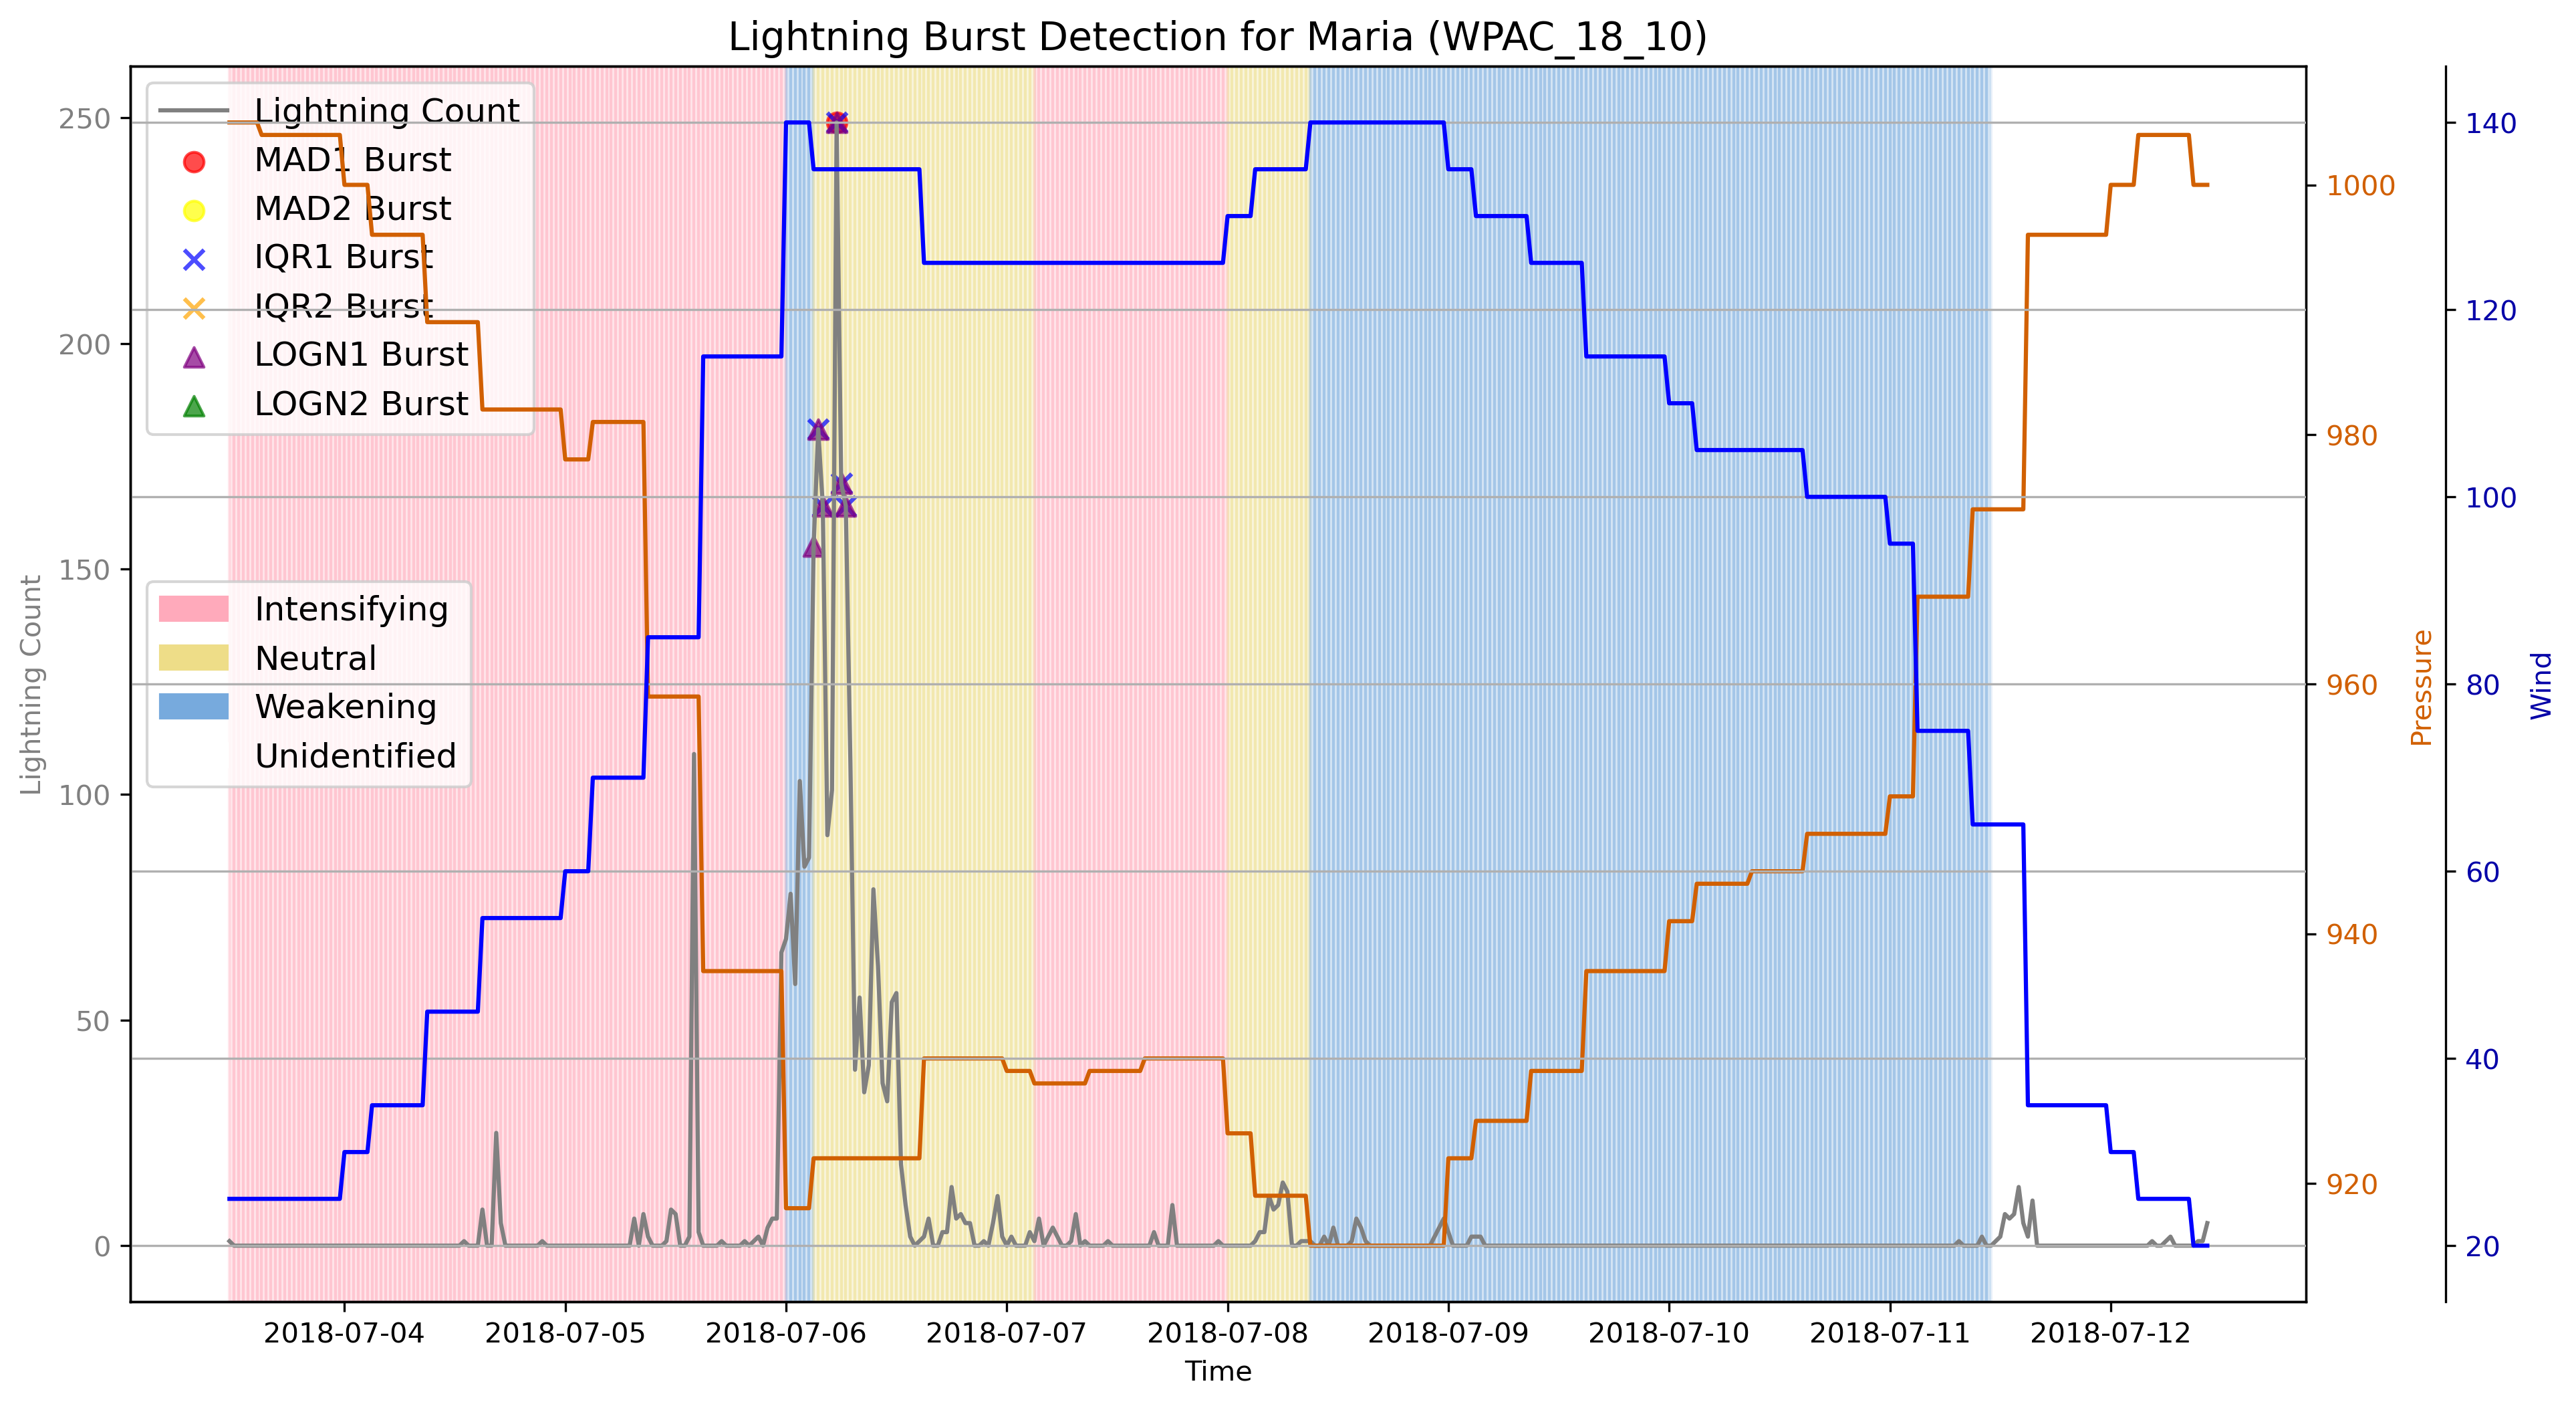 Lightning Burst Detection for Maria (WPAC_18_10)
Lightning Count
MAD1 Burst
MAD2 Burst
IQR1 Burst
IQR2 Burst
LOGN1 Burst
LOGN2 Burst
Intensifying
Neutral
Weakening
Unidentified
Lightning Count
250
200
150
100
50
0
1000
980
960
940
920
Pressure
140
120
100
80
60
40
20
Wind
2018-07-04
2018-07-05
2018-07-06
2018-07-07
2018-07-08
2018-07-09
2018-07-10
2018-07-11
2018-07-12
Time